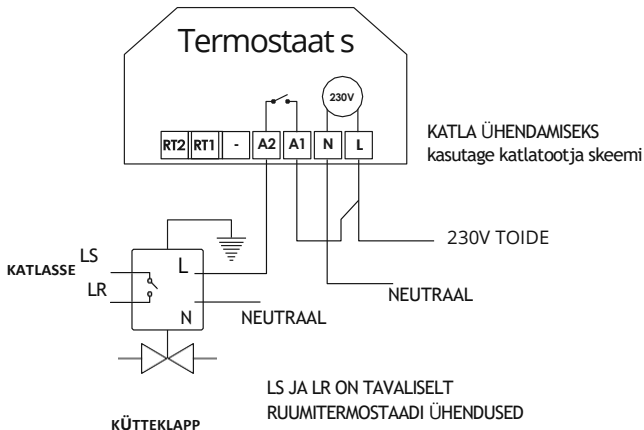 Termostaat s
230V
RT2 RT1 - A2 A1 N L
KATLA ÜHENDAMISEKS
kasutage katlatootja skeemi
230V TOIDE
LS
KATLASSE
L
LR
NEUTRAAL
N
NEUTRAAL
LS JA LR ON TAVALISELT
RUUMITERMOSTAADI ÜHENDUSED
KÜTTEKLAPP